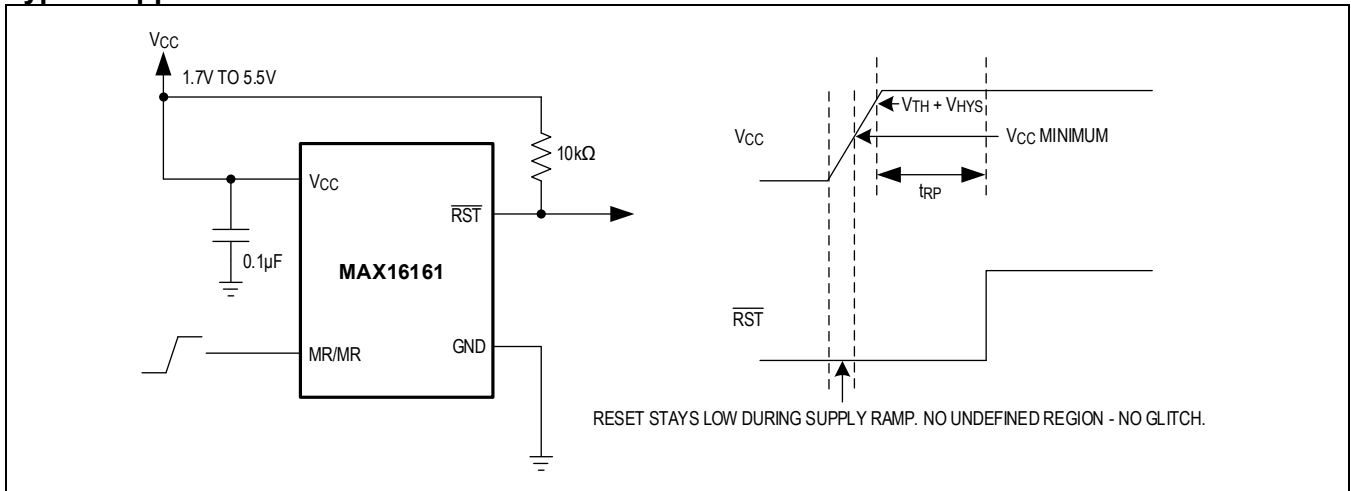 VCC
1.7V TO 5.5V
10kΩ
VCC
RST
0.1µF
MAX16161
MR/MR
GND
VCC
VTH + VHYS
VCC MINIMUM
tRP
RST
RESET STAYS LOW DURING SUPPLY RAMP. NO UNDEFINED REGION - NO GLITCH.